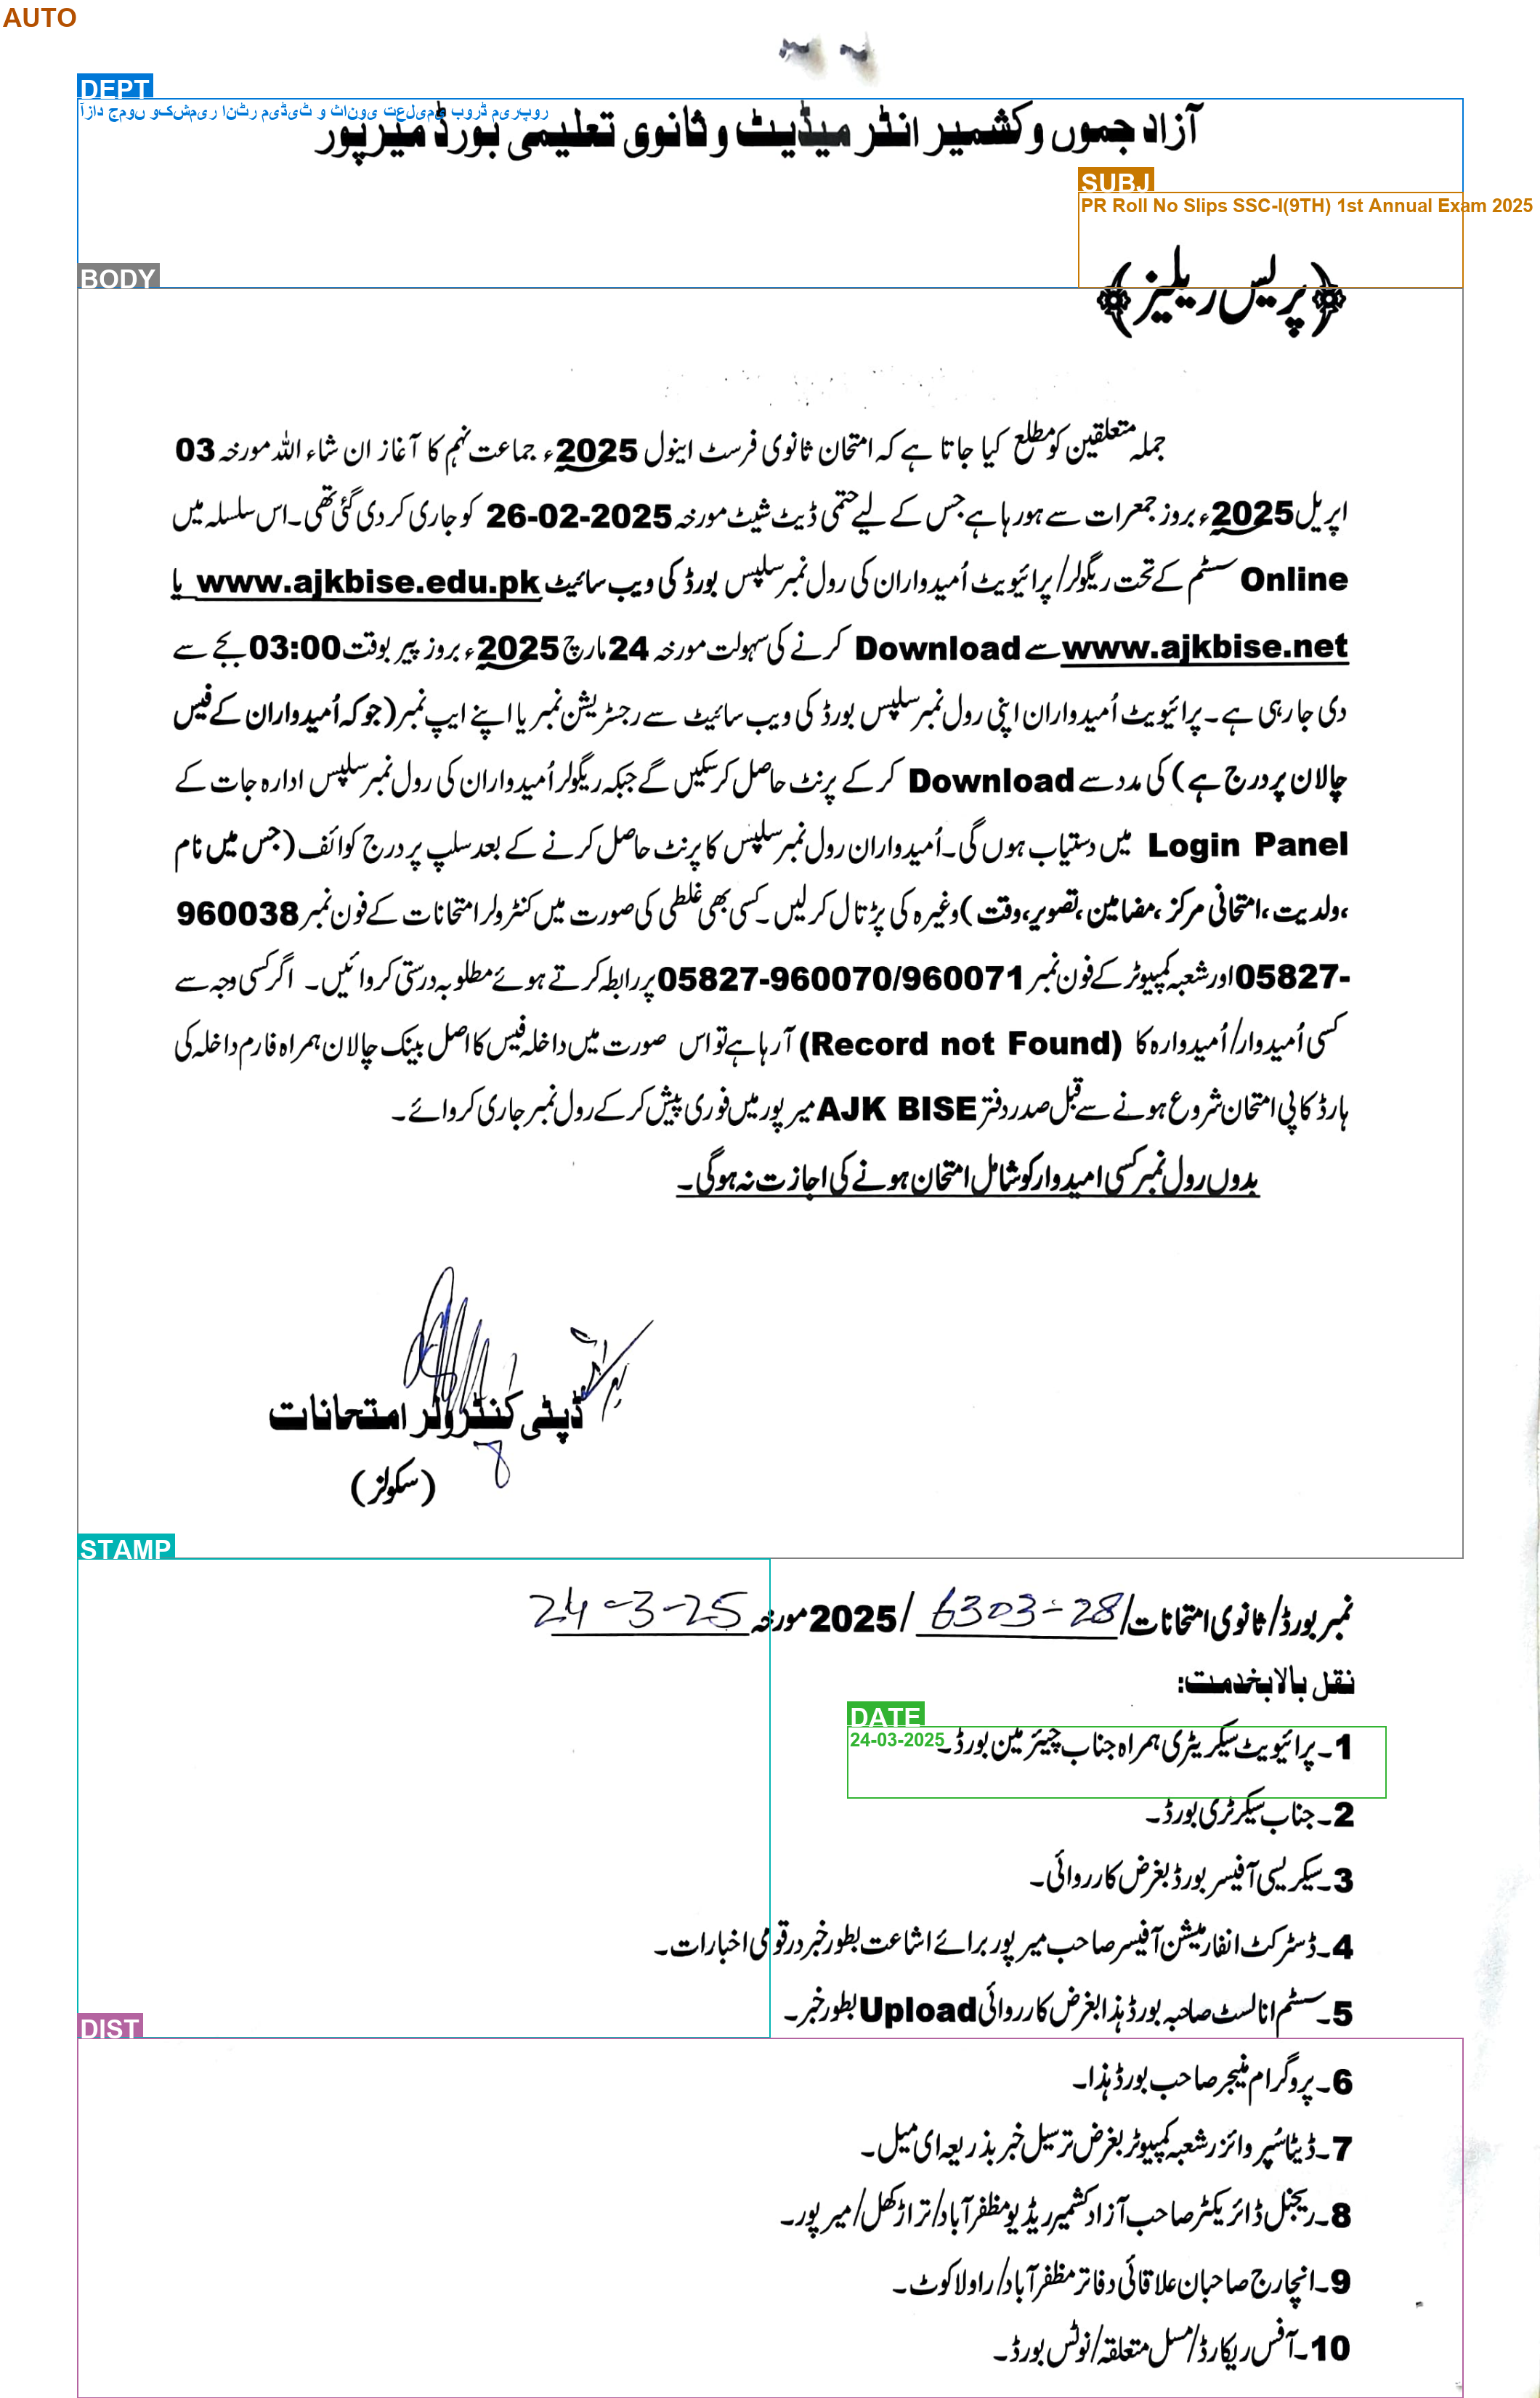 AUTO
DEPT
آزاد جموں وکشمیر انٹر میڈیٹ و ثانوی تعلیمی بورڈ میرپور
آزاد جموں وکشمیر انٹر میڈیٹ و ثانوی تعلیمی بورڈ میرپور
SUBJ
PR Roll No Slips SSC-I(9TH) 1st Annual Exam 2025
BODY
﴿پریس ریلیز﴾
جملہ متعلقین کو مطلع کیا جاتا ہے کہ امتحان ثانوی فرسٹ اینول 2025ء جماعت نہم کا آغاز ان شاء اللہ مورخہ 03
اپریل 2025ء بروز جمعرات سے ہو رہا ہے جس کے لیے حتمی ڈیٹ شیٹ مورخہ 26-02-2025 کو جاری کر دی گئی تھی۔ اس سلسلہ میں
Online سسٹم کے تحت ریگولر/پرائیویٹ اُمیدواران کی رول نمبر سلپس بورڈ کی ویب سائیٹ www.ajkbise.edu.pk یا
www.ajkbise.net سے Download کرنے کی سہولت مورخہ 24 مارچ 2025ء بروز پیر بوقت 03:00 بجے سے
دی جا رہی ہے۔ پرائیویٹ اُمیدواران اپنی رول نمبر سلپس بورڈ کی ویب سائیٹ سے رجسٹریشن نمبر یا اپنے ایپ نمبر (جو کہ اُمیدواران کے فیس
چالان پر درج ہے) کی مدد سے Download کر کے پرنٹ حاصل کر سکیں گے جبکہ ریگولر اُمیدواران کی رول نمبر سلپس ادارہ جات کے
Login Panel میں دستیاب ہوں گی۔ اُمیدواران رول نمبر سلپس کا پرنٹ حاصل کرنے کے بعد سلپ پر درج کوائف (جس میں نام
،ولدیت، امتحانی مرکز، مضامین، تصویر، وقت) وغیرہ کی پڑتال کر لیں۔ کسی بھی غلطی کی صورت میں کنٹرولر امتحانات کے فون نمبر 960038
05827- اور شعبہ کمپیوٹر کے فون نمبر 05827-960070/960071 پر رابطہ کرتے ہوئے مطلوبہ درستی کروائیں۔ اگر کسی وجہ سے
کسی اُمیدوار/اُمیدوارہ کا (Record not Found) آ رہا ہے تو اس صورت میں داخلہ فیس کا اصل بینک چالان ہمراہ فارم داخلہ کی
ہارڈ کاپی امتحان شروع ہونے سے قبل صدر دفتر AJK BISE میرپور میں فوری پیش کر کے رول نمبر جاری کروائے۔
بدوں رول نمبر کسی امیدوار کو شامل امتحان ہونے کی اجازت نہ ہوگی۔
ڈپٹی کنٹرولر امتحانات
(سکولز)
STAMP
نمبر بورڈ/ثانوی امتحانات/6303-28/2025 مورخہ 24-3-25
نقل بالا بخدمت:
DATE
24-03-2025
1۔ پرائیویٹ سیکریٹری ہمراہ جناب چیئرمین بورڈ۔
2۔ جناب سیکرٹری بورڈ۔
3۔ سیکریسی آفیسر بورڈ بغرض کارروائی۔
4۔ ڈسٹرکٹ انفارمیشن آفیسر صاحب میرپور برائے اشاعت بطور خبر در قومی اخبارات۔
5۔ سسٹم انالسٹ صاحبہ بورڈ ہذا بغرض کارروائی Upload بطور خبر۔
DIST
6۔ پروگرام منیجر صاحب بورڈ ہذا۔
7۔ ڈیٹا سُپروائزر شعبہ کمپیوٹر بغرض ترسیل خبر بذریعہ ای میل۔
8۔ ریجنل ڈائریکٹر صاحب آزاد کشمیر ریڈیو مظفرآباد/تراڑکھل/میرپور۔
9۔ انچارج صاحبان علاقائی دفاتر مظفرآباد/راولاکوٹ۔
10۔ آفس ریکارڈ/مسل متعلقہ/نوٹس بورڈ۔